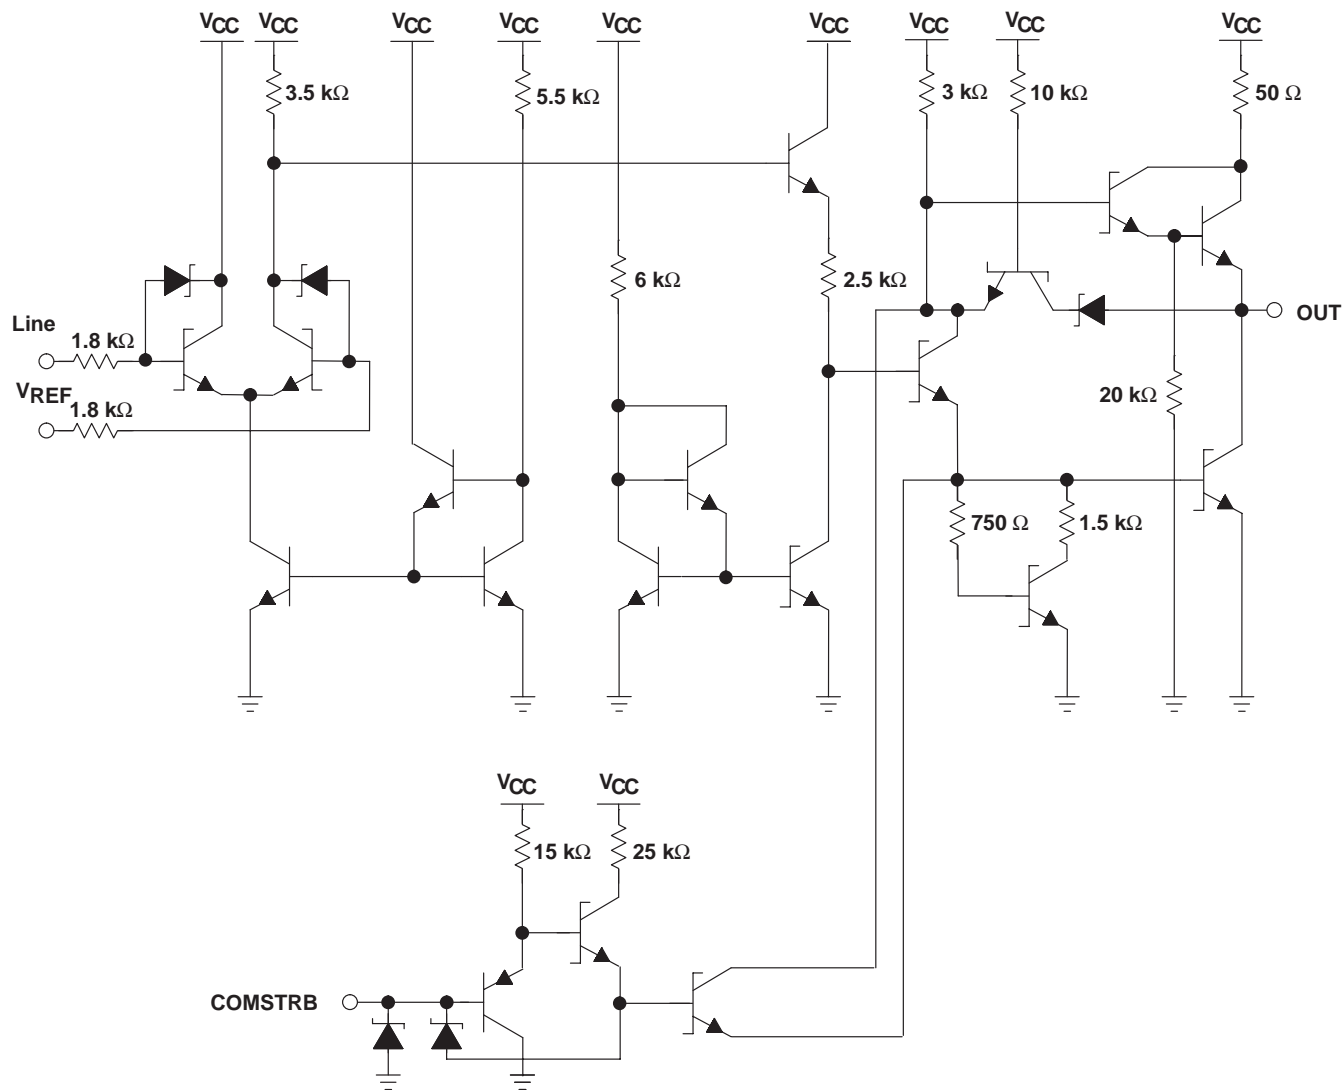 VCC VCC VCC VCC VCC VCC VCC VCC VCC
3.5 kΩ 5.5 kΩ 3 kΩ 10 kΩ 50 Ω
6 kΩ 2.5 kΩ
Line
1.8 kΩ
OUT
VREF
1.8 kΩ
20 kΩ
750 Ω 1.5 kΩ
VCC VCC
15 kΩ 25 kΩ
COMSTRB